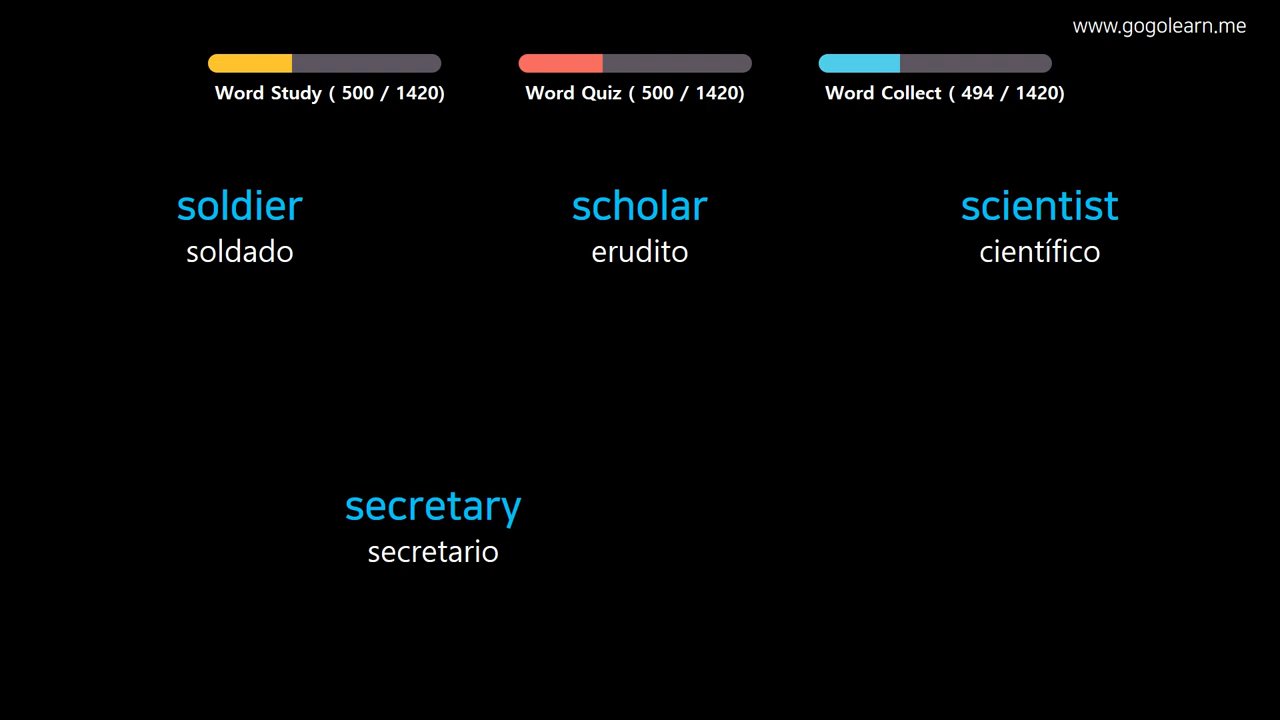 www.gogolearn.me
Word Study ( 500 / 1420)
Word Quiz ( 500 / 1420)
Word Collect ( 494 / 1420)
soldier
soldado
scholar
erudito
scientist
científico
secretary
secretario